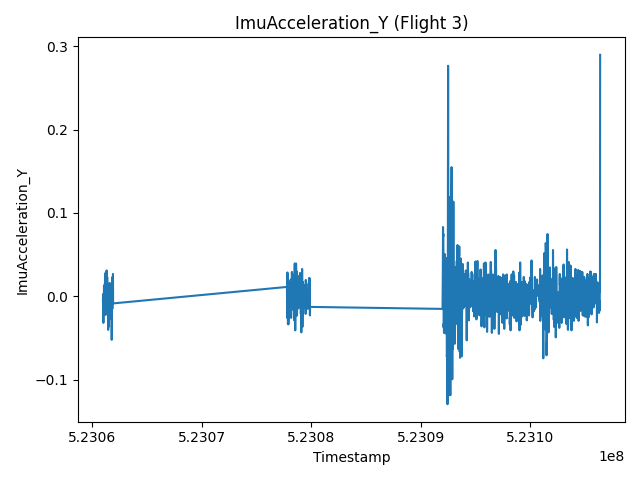 ImuAcceleration_Y (Flight 3)
0.3
0.2
0.1
0.0
−0.1
ImuAcceleration_Y
5.2306 5.2307 5.2308 5.2309 5.2310
1e8
Timestamp